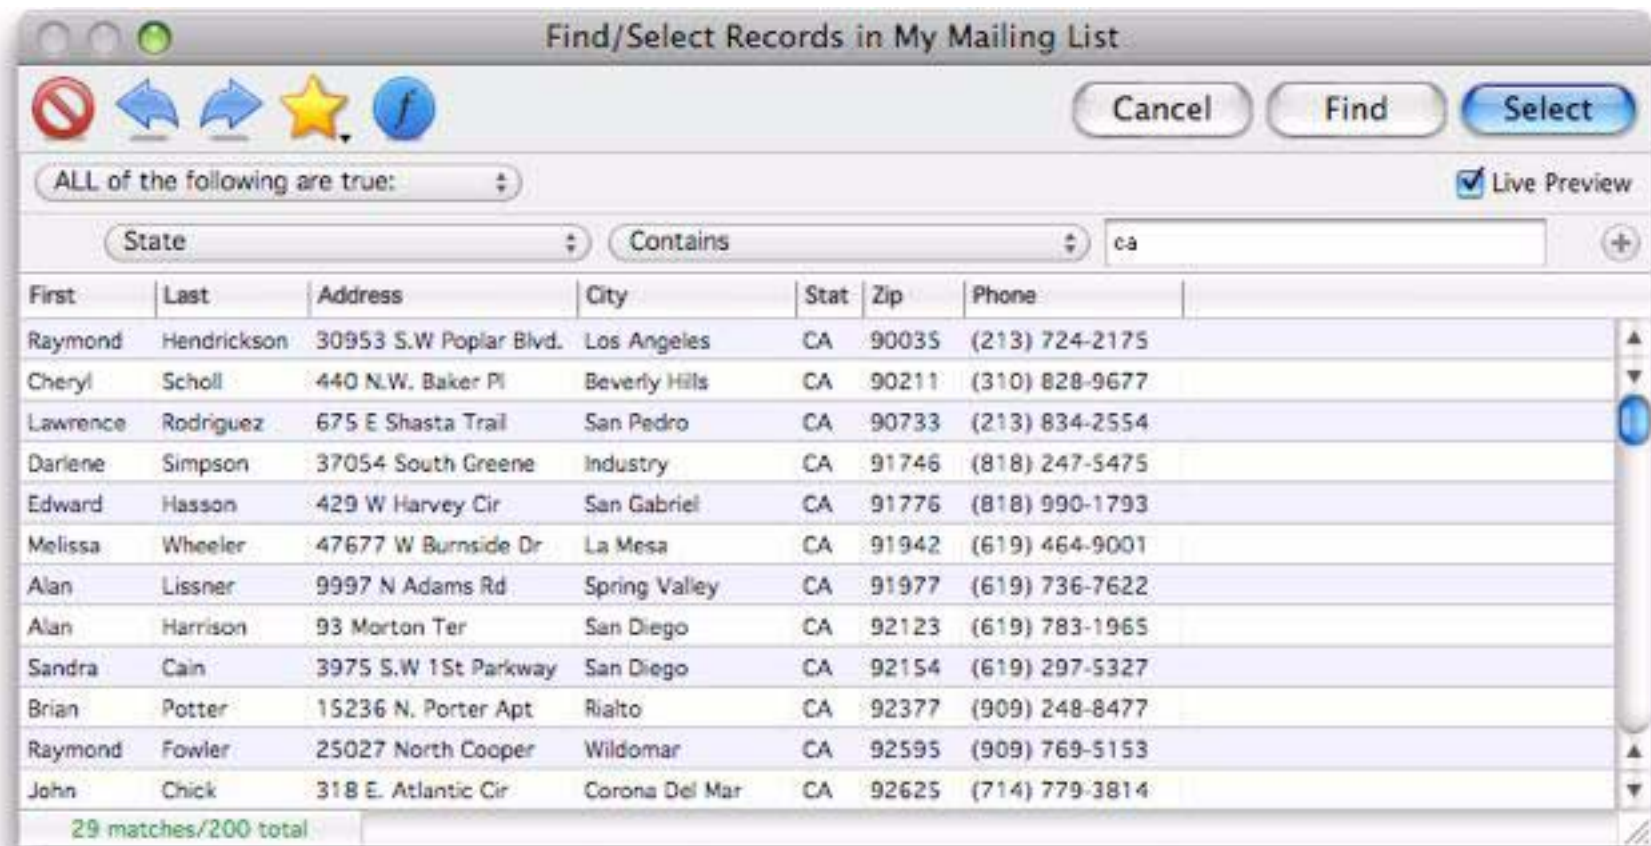 Find/Select Records in My Mailing List
f Cancel Find Select
ALL of the following are true: Live Preview
State Contains ca
First Last Address City Stat Zip Phone
Raymond Hendrickson 30953 S.W Poplar Blvd. Los Angeles CA 90035 (213) 724-2175
Cheryl Scholl 440 N.W. Baker Pl Beverly Hills CA 90211 (310) 828-9677
Lawrence Rodriguez 675 E Shasta Trail San Pedro CA 90733 (213) 834-2554
Darlene Simpson 37054 South Greene Industry CA 91746 (818) 247-5475
Edward Hasson 429 W Harvey Cir San Gabriel CA 91776 (818) 990-1793
Melissa Wheeler 47677 W Burnside Dr La Mesa CA 91942 (619) 464-9001
Alan Lissner 9997 N Adams Rd Spring Valley CA 91977 (619) 736-7622
Alan Harrison 93 Morton Ter San Diego CA 92123 (619) 783-1965
Sandra Cain 3975 S.W 1St Parkway San Diego CA 92154 (619) 297-5327
Brian Potter 15236 N. Porter Apt Rialto CA 92377 (909) 248-8477
Raymond Fowler 25027 North Cooper Wildomar CA 92595 (909) 769-5153
John Chick 318 E. Atlantic Cir Corona Del Mar CA 92625 (714) 779-3814
29 matches/200 total